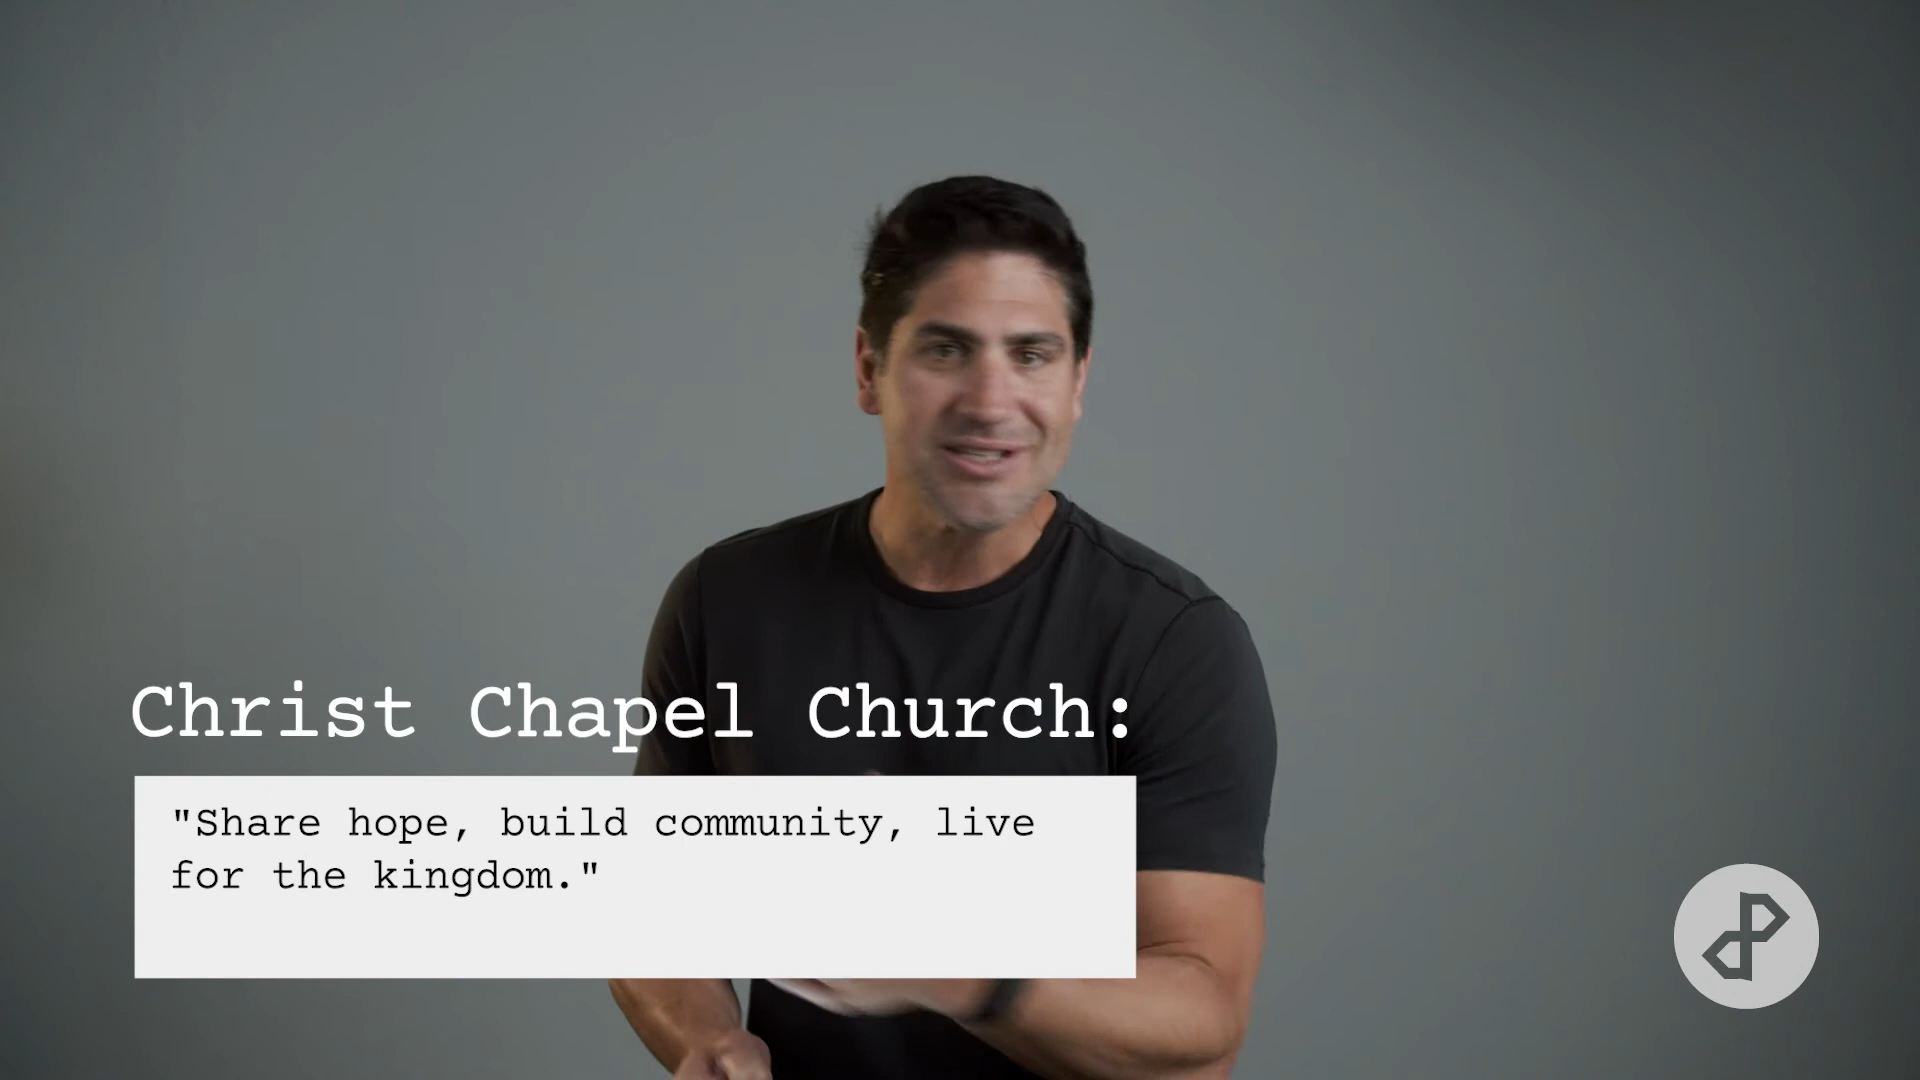 Christ Chapel Church:
"Share hope, build community, live
for the kingdom."